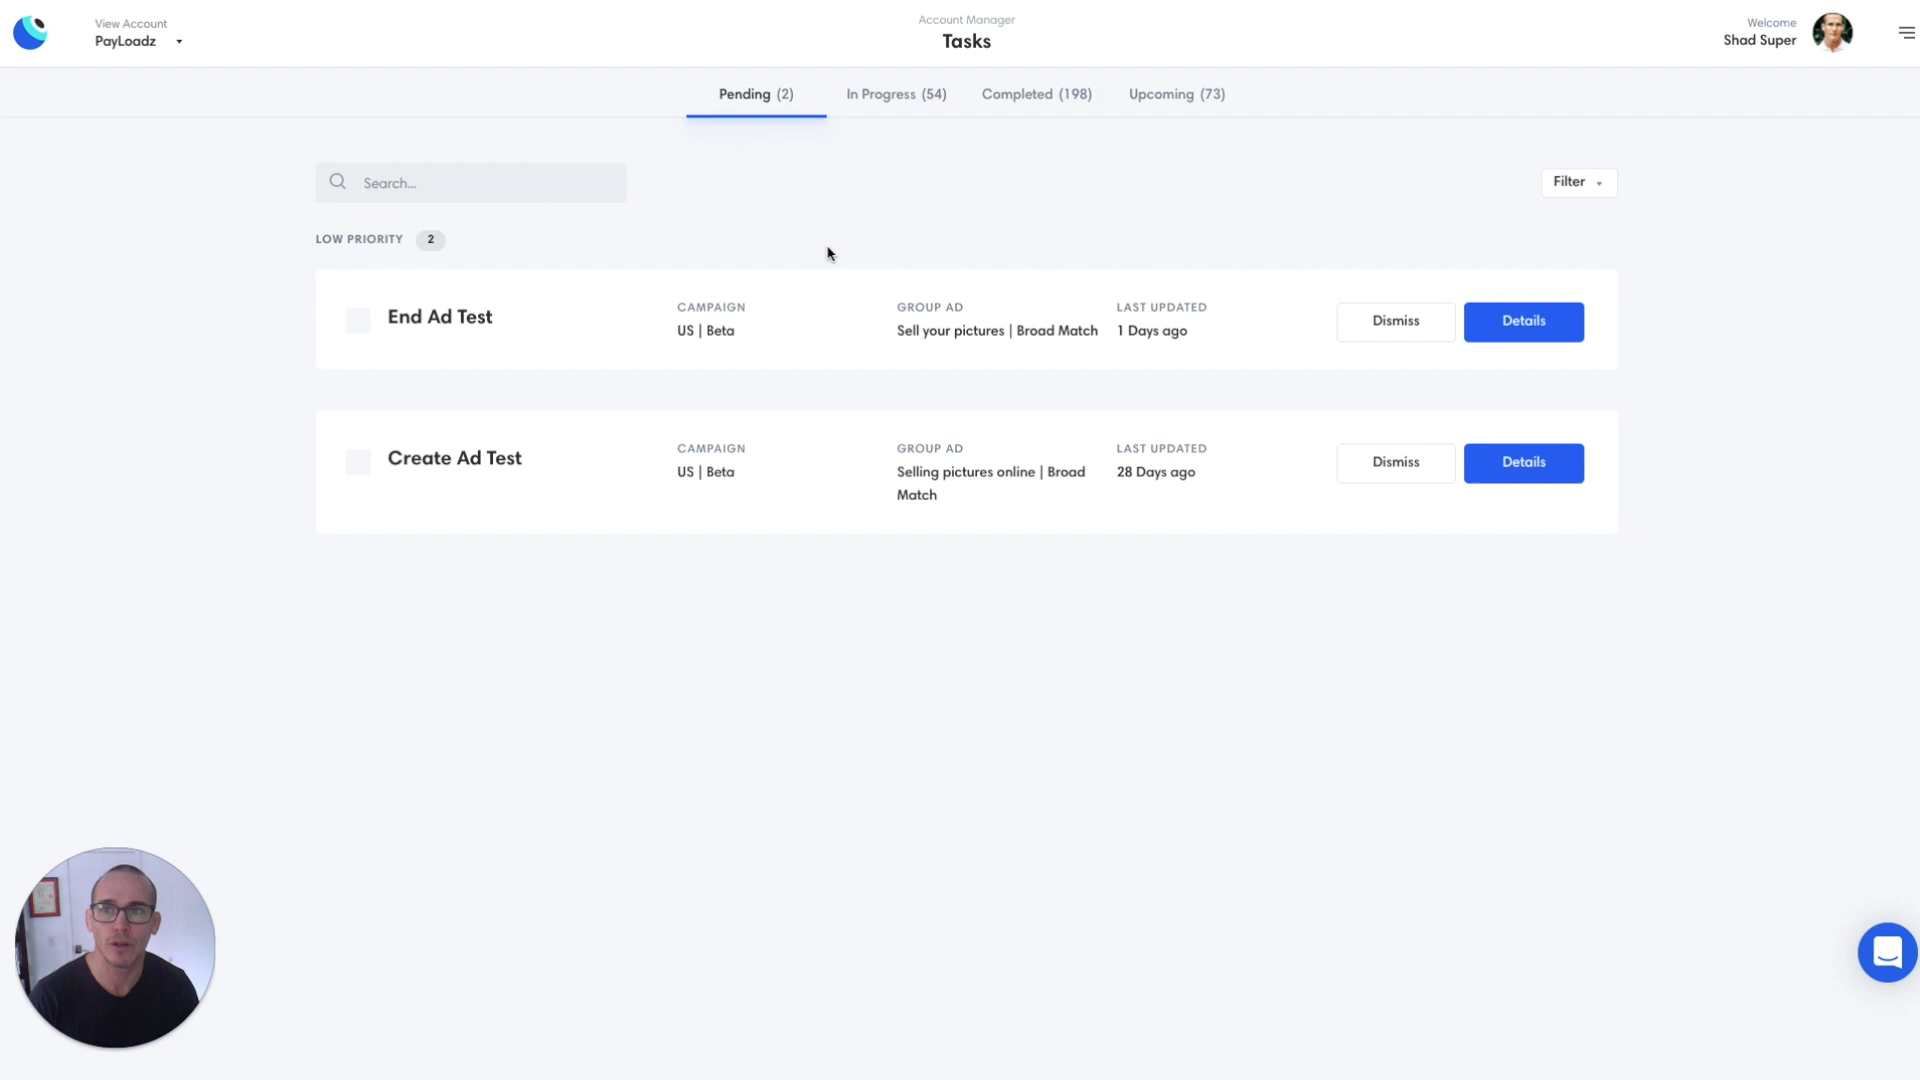 View Account
PayLoadz
Account Manager
Tasks
Welcome
Shad Super
Pending (2)
In Progress (54)
Completed (198)
Upcoming (73)
Search...
Filter
LOW PRIORITY 2
End Ad Test
CAMPAIGN
US | Beta
GROUP AD
Sell your pictures | Broad Match
LAST UPDATED
1 Days ago
Dismiss
Details
Create Ad Test
CAMPAIGN
US | Beta
GROUP AD
Selling pictures online | Broad
Match
LAST UPDATED
28 Days ago
Dismiss
Details